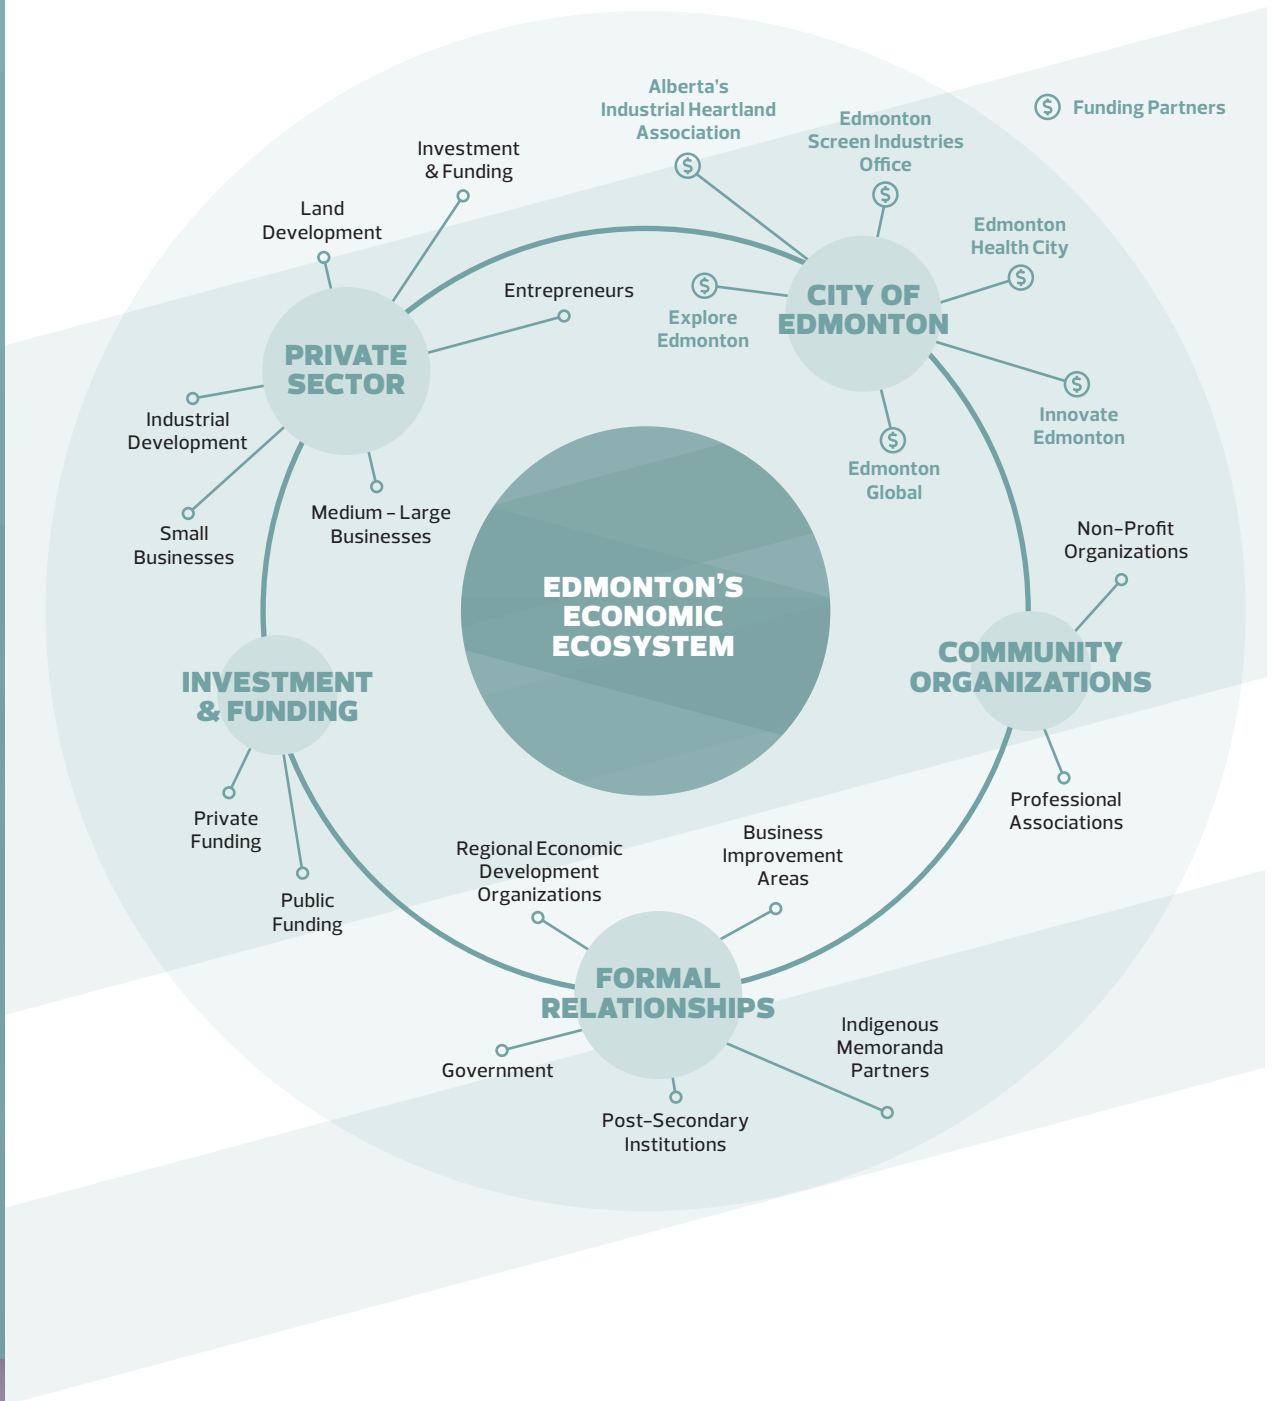 Alberta's
Industrial Heartland
Association
Edmonton
Screen Industries
Office
Funding Partners
Investment
& Funding
Land
Development
Edmonton
Health City
Entrepreneurs
Explore
Edmonton
CITY OF
EDMONTON
PRIVATE
SECTOR
Industrial
Development
Innovate
Edmonton
Edmonton
Global
Small
Businesses
Medium – Large
Businesses
Non-Profit
Organizations
EDMONTON'S
ECONOMIC
ECOSYSTEM
COMMUNITY
ORGANIZATIONS
INVESTMENT
& FUNDING
Private
Funding
Public
Funding
Professional
Associations
Regional Economic
Development
Organizations
Business
Improvement
Areas
FORMAL
RELATIONSHIPS
Government
Indigenous
Memoranda
Partners
Post-Secondary
Institutions